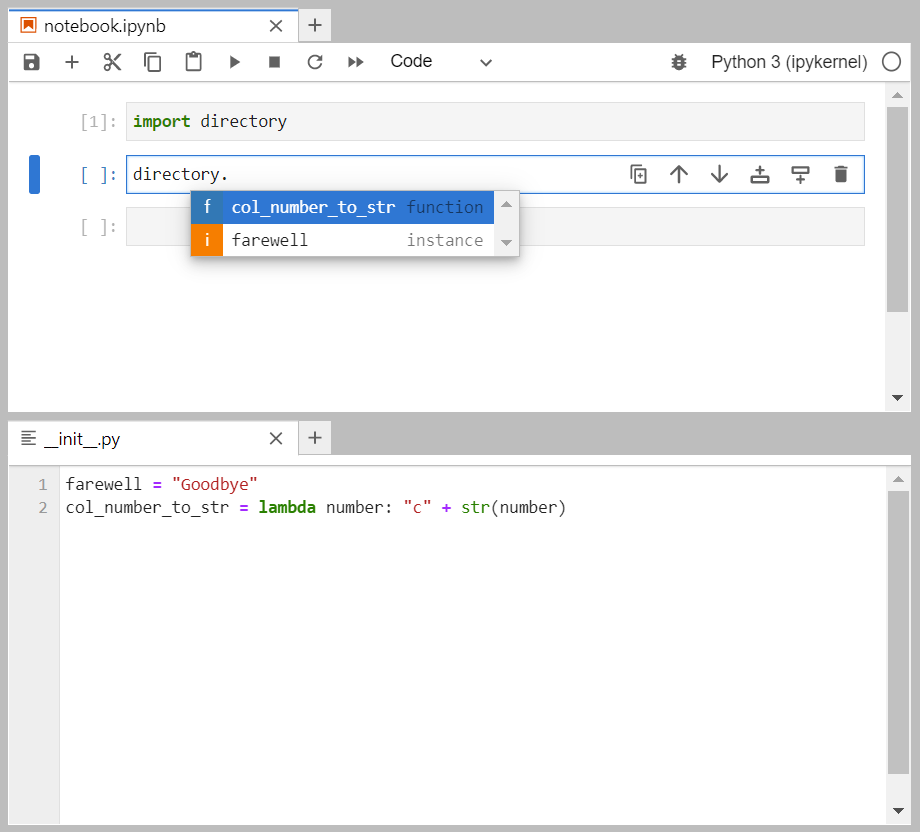 notebook.ipynb
Code
Python 3 (ipykernel)
[1]: import directory
[ ]: directory.
f col_number_to_str function
i farewell instance
[ ]:
__init__.py
1 farewell = "Goodbye"
2 col_number_to_str = lambda number: "c" + str(number)